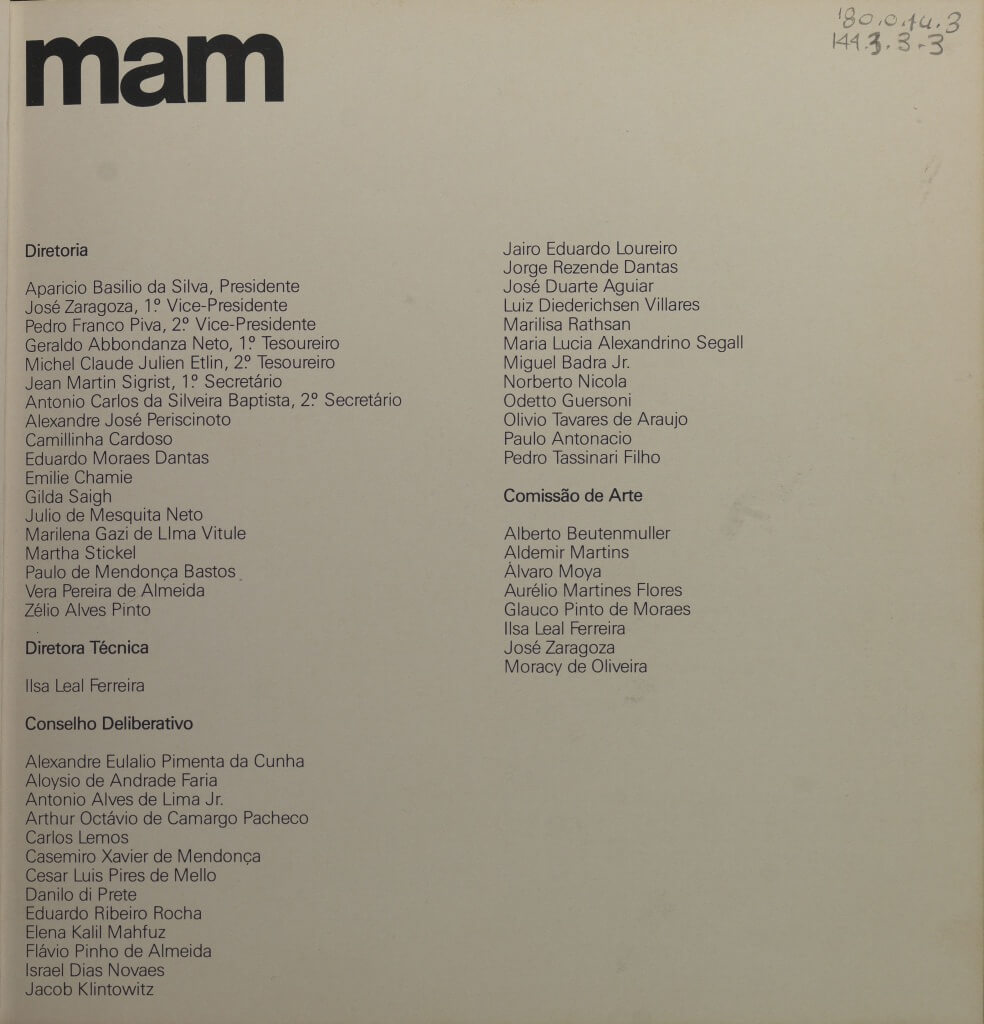 mam
'80.0.14.3
144.3.3-3
Diretoria
Aparicio Basilio da Silva, Presidente
José Zaragoza, 1º Vice-Presidente
Pedro Franco Piva, 2º Vice-Presidente
Geraldo Abbondanza Neto, 1º Tesoureiro
Michel Claude Julien Etlin, 2º Tesoureiro
Jean Martin Sigrist, 1º Secretário
Antonio Carlos da Silveira Baptista, 2º Secretário
Alexandre José Periscinoto
Camillinha Cardoso
Eduardo Moraes Dantas
Emilie Chamie
Gilda Saigh
Julio de Mesquita Neto
Marilena Gazi de LIma Vitule
Martha Stickel
Paulo de Mendonça Bastos
Vera Pereira de Almeida
Zélio Alves Pinto
Diretora Técnica
Ilsa Leal Ferreira
Conselho Deliberativo
Alexandre Eulalio Pimenta da Cunha
Aloysio de Andrade Faria
Antonio Alves de Lima Jr.
Arthur Octávio de Camargo Pacheco
Carlos Lemos
Casemiro Xavier de Mendonça
Cesar Luis Pires de Mello
Danilo di Prete
Eduardo Ribeiro Rocha
Elena Kalil Mahfuz
Flávio Pinho de Almeida
Israel Dias Novaes
Jacob Klintowitz
Jairo Eduardo Loureiro
Jorge Rezende Dantas
José Duarte Aguiar
Luiz Diederichsen Villares
Marilisa Rathsan
Maria Lucia Alexandrino Segall
Miguel Badra Jr.
Norberto Nicola
Odetto Guersoni
Olivio Tavares de Araujo
Paulo Antonacio
Pedro Tassinari Filho
Comissão de Arte
Alberto Beutenmuller
Aldemir Martins
Álvaro Moya
Aurélio Martines Flores
Glauco Pinto de Moraes
Ilsa Leal Ferreira
José Zaragoza
Moracy de Oliveira